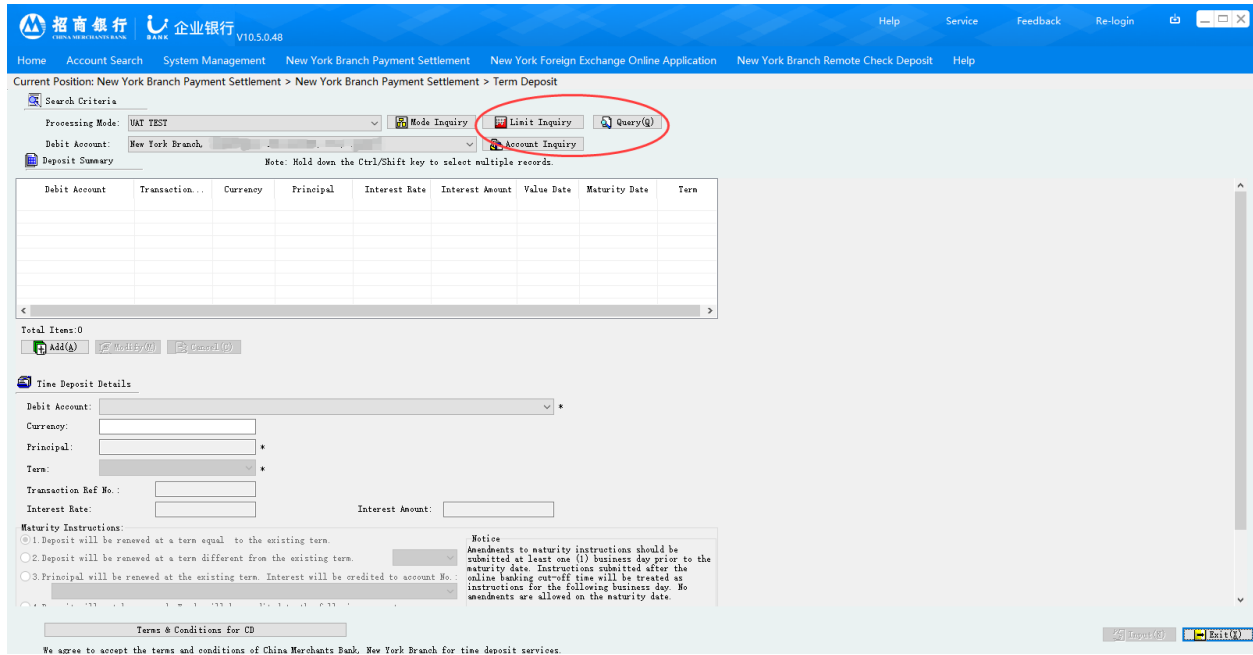 招商银行 企业银行 V10.5.0.48 Help Service Feedback Re-login
CHINA MERCHANTS BANK BANK
Home Account Search System Management New York Branch Payment Settlement New York Foreign Exchange Online Application New York Branch Remote Check Deposit Help
Current Position: New York Branch Payment Settlement > New York Branch Payment Settlement > Term Deposit
Search Criteria
Processing Mode: UAT TEST Mode Inquiry Limit Inquiry Query(Q)
Debit Account: New York Branch, Account Inquiry
Deposit Summary Note: Hold down the Ctrl/Shift key to select multiple records.
Debit Account Transaction... Currency Principal Interest Rate Interest Amount Value Date Maturity Date Term
Total Items:0
Add(A) Modify(M) Cancel(C)
Time Deposit Details
Debit Account: *
Currency:
Principal: *
Term: *
Transaction Ref No.:
Interest Rate: Interest Amount:
Maturity Instructions:
1.Deposit will be renewed at a term equal to the existing term.
2.Deposit will be renewed at a term different from the existing term.
3.Principal will be renewed at the existing term. Interest will be credited to account No.:
Notice
Amendments to maturity instructions should be
submitted at least one (1) business day prior to the
maturity date. Instructions submitted after the
online banking cut-off time will be treated as
instructions for the following business day. No
amendments are allowed on the maturity date.
Terms & Conditions for CD Exit(X)
We agree to accept the terms and conditions of China Merchants Bank, New York Branch for time deposit services.